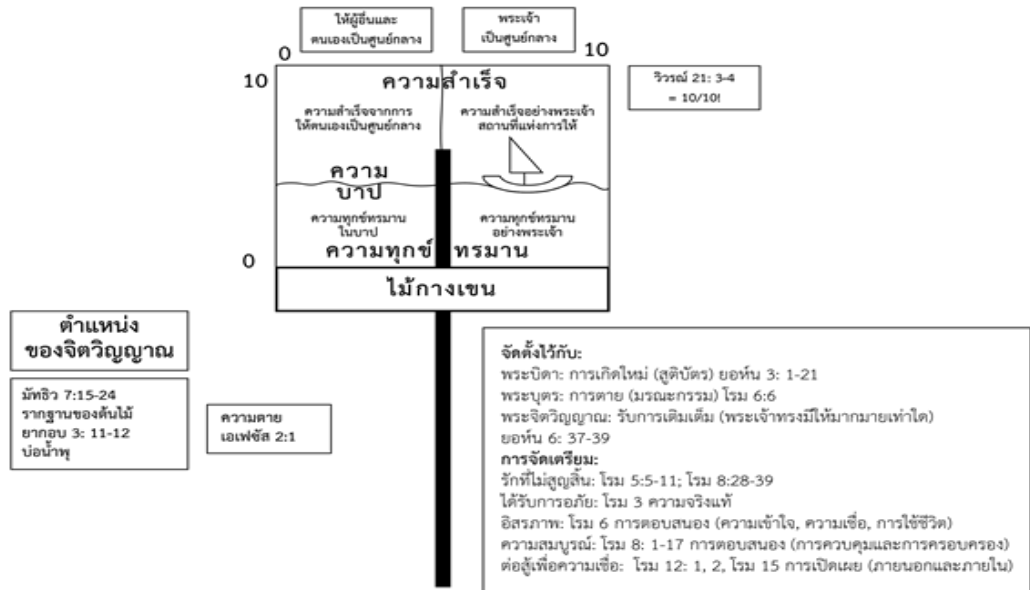 ให้ผู้อื่นและ
ตนเองเป็นศูนย์กลาง
พระเจ้า
เป็นศูนย์กลาง
0
10
10
ความสำเร็จ
วิวรณ์ 21: 3-4
= 10/10!
ความสำเร็จจากการ
ให้ตนเองเป็นศูนย์กลาง
ความสำเร็จอย่างพระเจ้า
สถานที่แห่งการให้
ความ
บาป
ความทุกข์ทรมาน
ในบาป
ความทุกข์ทรมาน
อย่างพระเจ้า
ความทุกข์ ทรมาน
0
ไม้กางเขน
ตำแหน่ง
ของจิตวิญญาณ
มัทธิว 7:15-24
รากฐานของต้นไม้
ยากอบ 3: 11-12
บ่อน้ำพุ
ความตาย
เอเฟซัส 2:1
จัดตั้งไว้กับ:
พระบิดา: การเกิดใหม่ (สูติบัตร) ยอห์น 3: 1-21
พระบุตร: การตาย (มรณะกรรม) โรม 6:6
พระจิตวิญญาณ: รับการเติมเต็ม (พระเจ้าทรงมีให้มากมายเท่าใด)
ยอห์น 6: 37-39
การจัดเตรียม:
รักที่ไม่สูญสิ้น: โรม 5:5-11; โรม 8:28-39
ได้รับการอภัย: โรม 3 ความจริงแท้
อิสรภาพ: โรม 6 การตอบสนอง (ความเข้าใจ, ความเชื่อ, การใช้ชีวิต)
ความสมบูรณ์: โรม 8: 1-17 การตอบสนอง (การควบคุมและการครอบครอง)
ต่อสู้เพื่อความเชื่อ: โรม 12: 1, 2, โรม 15 การเปิดเผย (ภายนอกและภายใน)